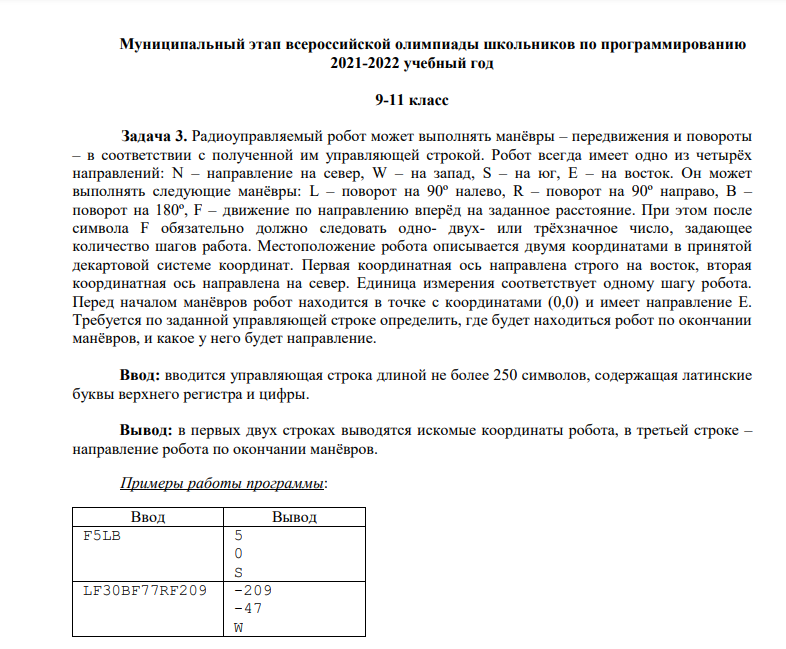 Муниципальный этап всероссийской олимпиады школьников по программированию
2021-2022 учебный год
9-11 класс
Задача 3. Радиоуправляемый робот может выполнять манёвры – передвижения и повороты
– в соответствии с полученной им управляющей строкой. Робот всегда имеет одно из четырёх
направлений: N – направление на север, W – на запад, S – на юг, E – на восток. Он может
выполнять следующие манёвры: L – поворот на 90º налево, R – поворот на 90º направо, B –
поворот на 180º, F – движение по направлению вперёд на заданное расстояние. При этом после
символа F обязательно должно следовать одно- двух- или трёхзначное число, задающее
количество шагов работа. Местоположение робота описывается двумя координатами в принятой
декартовой системе координат. Первая координатная ось направлена строго на восток, вторая
координатная ось направлена на север. Единица измерения соответствует одному шагу робота.
Перед началом манёвров робот находится в точке с координатами (0,0) и имеет направление E.
Требуется по заданной управляющей строке определить, где будет находиться робот по окончании
манёвров, и какое у него будет направление.
Ввод: вводится управляющая строка длиной не более 250 символов, содержащая латинские
буквы верхнего регистра и цифры.
Вывод: в первых двух строках выводятся искомые координаты робота, в третьей строке –
направление робота по окончании манёвров.
Примеры работы программы:
Ввод Вывод
F5LB 5
0
S
LF30BF77RF209 -209
-47
W